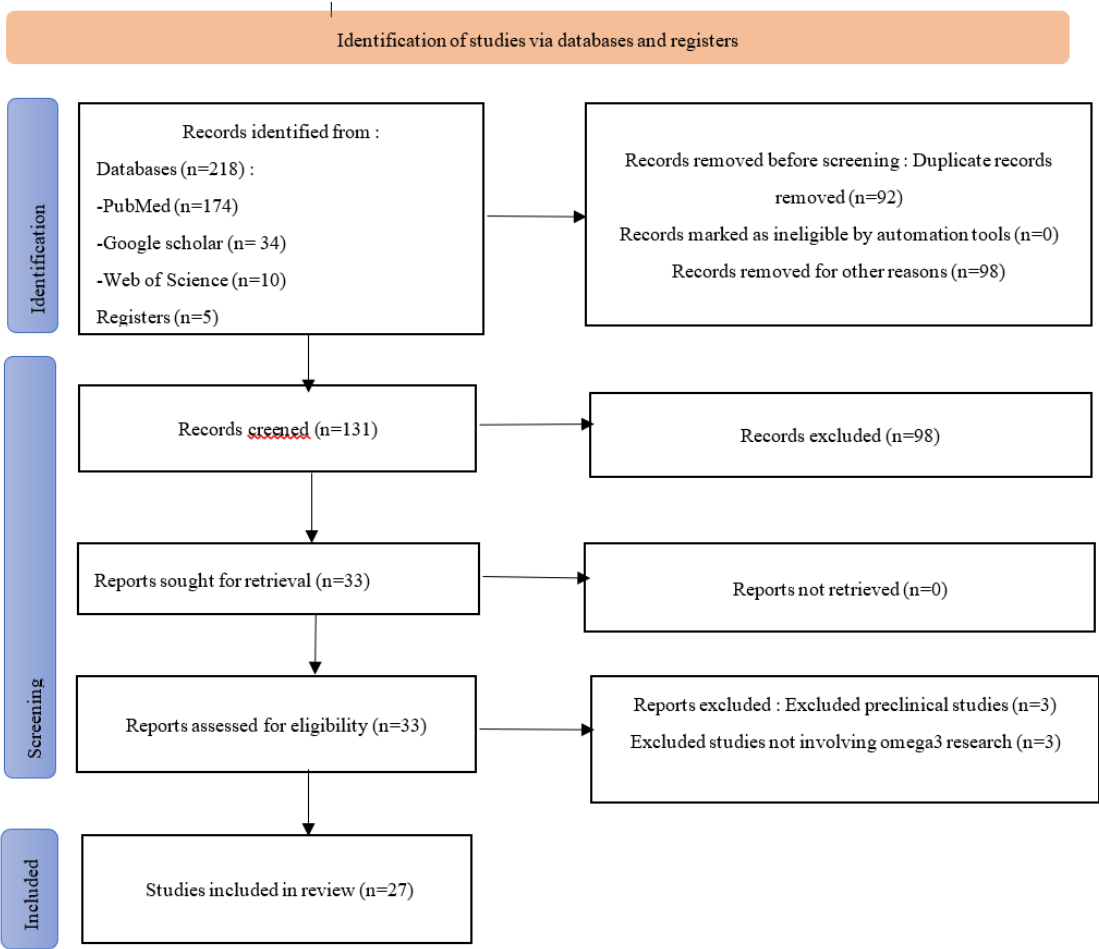 Identification of studies via databases and registers
Identification
Records identified from :
Databases (n=218) :
-PubMed (n=174)
-Google scholar (n= 34)
-Web of Science (n=10)
Registers (n=5)
Records removed before screening : Duplicate records
removed (n=92)
Records marked as ineligible by automation tools (n=0)
Records removed for other reasons (n=98)
Screening
Records creened (n=131)
Records excluded (n=98)
Reports sought for retrieval (n=33)
Reports not retrieved (n=0)
Reports assessed for eligibility (n=33)
Reports excluded : Excluded preclinical studies (n=3)
Excluded studies not involving omega3 research (n=3)
Included
Studies included in review (n=27)